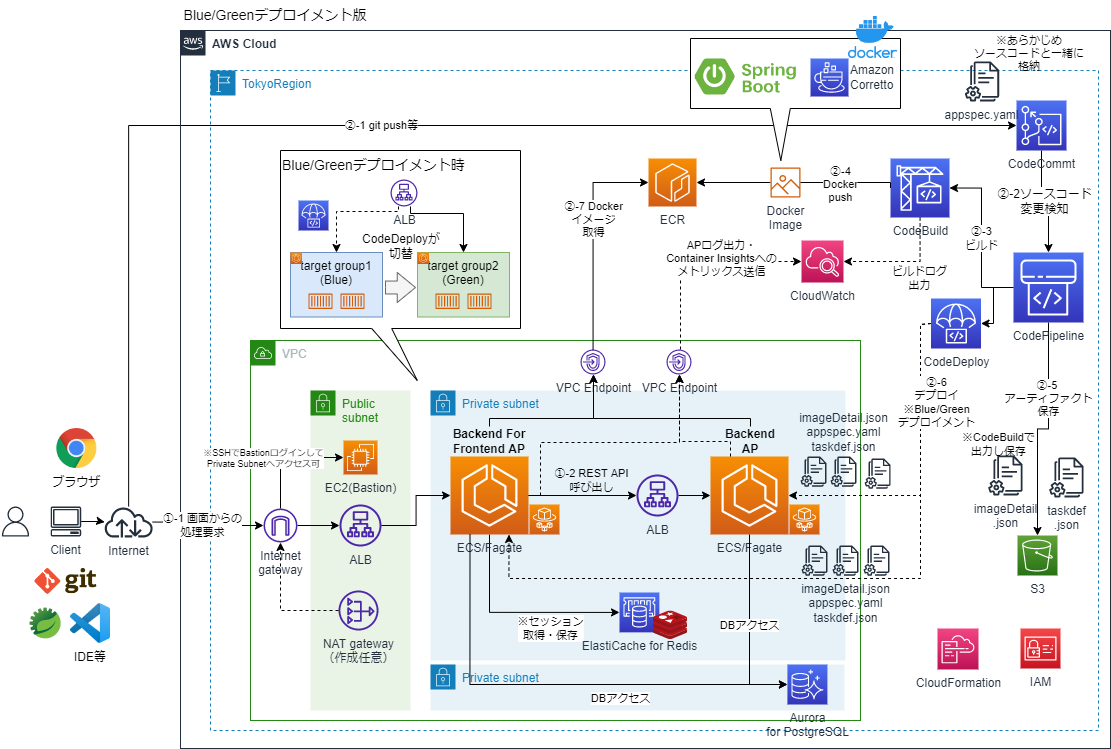 Blue/Greenデプロイメント版
aws
AWS Cloud
TokyoRegion
Spring
Boot
docker
Amazon
Corretto
※あらかじめ
ソースコードと一緒に
格納
appspec.yaml
CodeCommt
②-1 git push等
Blue/Greenデプロイメント時
ALB
CodeDeployが
切替
target group1
(Blue)
target group2
(Green)
②-7 Docker
イメージ
取得
ECR
Docker
Image
②-4
Docker
push
CodeBuild
②-2ソースコード
変更検知
②-3
ビルド
APログ出力・
Container Insightsへの
メトリックス送信
CloudWatch
ビルドログ
出力
CodePipeline
CodeDeploy
VPC
VPC Endpoint
VPC Endpoint
②-6
デプロイ
※Blue/Green
デプロイメント
②-5
アーティファクト
保存
Public
subnet
Private subnet
Backend For
Frontend AP
Backend
AP
imageDetail.json
appspec.yaml
taskdef.json
※CodeBuildで
出力し保存
imageDetail
.json
taskdef
.json
S3
ブラウザ
※SSHでBastionログインして
Private Subnetへアクセス可
EC2(Bastion)
①-2 REST API
呼び出し
ALB
Client
Internet
①-1 画面からの
処理要求
Internet
gateway
ALB
ECS/Fagate
ECS/Fagate
imageDetail.json
appspec.yaml
taskdef.json
git
IDE等
NAT gateway
（作成任意）
※セッション
取得・保存
ElastiCache for Redis
DBアクセス
Private subnet
DBアクセス
Aurora
for PostgreSQL
CloudFormation
IAM